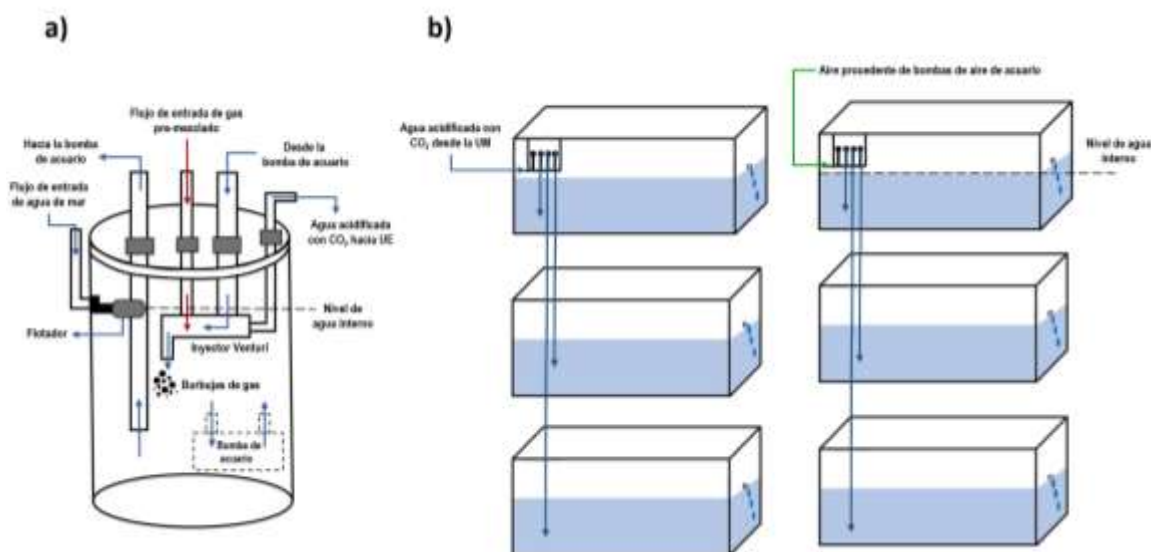 a)
b)
Flujo de entrada de gas
pre-mezclado
Hacia la bomba
de acuario
Desde la
bomba de acuario
Flujo de entrada
de agua de mar
Agua acidificada
con CO₂ hacia UE
Nivel de
agua interno
Flotador
Inyector Venturi
Burbujas de gas
Bomba de
acuario
Aire procedente de bombas de aire de acuario
Agua acidificada con
CO₂ desde la UM
Nivel de agua
interno